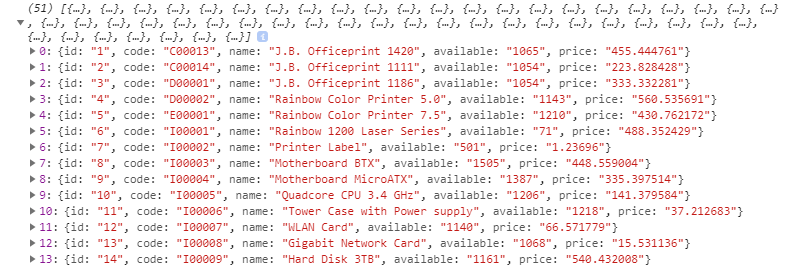 (51) [{…}, {…}, {…}, {…}, {…}, {…}, {…}, {…}, {…}, {…}, {…}, {…}, {…}, {…}, {…}, {…}, {…}, {…}, {…}, {…}, {…}, {…}
, {…}, {…}, {…}, {…}, {…}, {…}, {…}, {…}, {…}, {…}, {…}, {…}, {…}, {…}, {…}, {…}, {…}, {…}, {…}, {…}, {…}, {…},
{…}, {…}, {…}, {…}, {…}, {…}, {…}] i
0: {id: "1", code: "C00013", name: "J.B. Officeprint 1420", available: "1065", price: "455.444761"}
1: {id: "2", code: "C00014", name: "J.B. Officeprint 1111", available: "1054", price: "223.828428"}
2: {id: "3", code: "D00001", name: "J.B. Officeprint 1186", available: "1054", price: "333.332281"}
3: {id: "4", code: "D00002", name: "Rainbow Color Printer 5.0", available: "1143", price: "560.535691"}
4: {id: "5", code: "E00001", name: "Rainbow Color Printer 7.5", available: "1210", price: "430.762172"}
5: {id: "6", code: "I00001", name: "Rainbow 1200 Laser Series", available: "71", price: "488.352429"}
6: {id: "7", code: "I00002", name: "Printer Label", available: "501", price: "1.23696"}
7: {id: "8", code: "I00003", name: "Motherboard BTX", available: "1505", price: "448.559004"}
8: {id: "9", code: "I00004", name: "Motherboard MicroATX", available: "1387", price: "335.397514"}
9: {id: "10", code: "I00005", name: "Quadcore CPU 3.4 GHz", available: "1206", price: "141.379584"}
10: {id: "11", code: "I00006", name: "Tower Case with Power supply", available: "1218", price: "37.212683"}
11: {id: "12", code: "I00007", name: "WLAN Card", available: "1140", price: "66.571779"}
12: {id: "13", code: "I00008", name: "Gigabit Network Card", available: "1068", price: "15.531136"}
13: {id: "14", code: "I00009", name: "Hard Disk 3TB", available: "1161", price: "540.432008"}